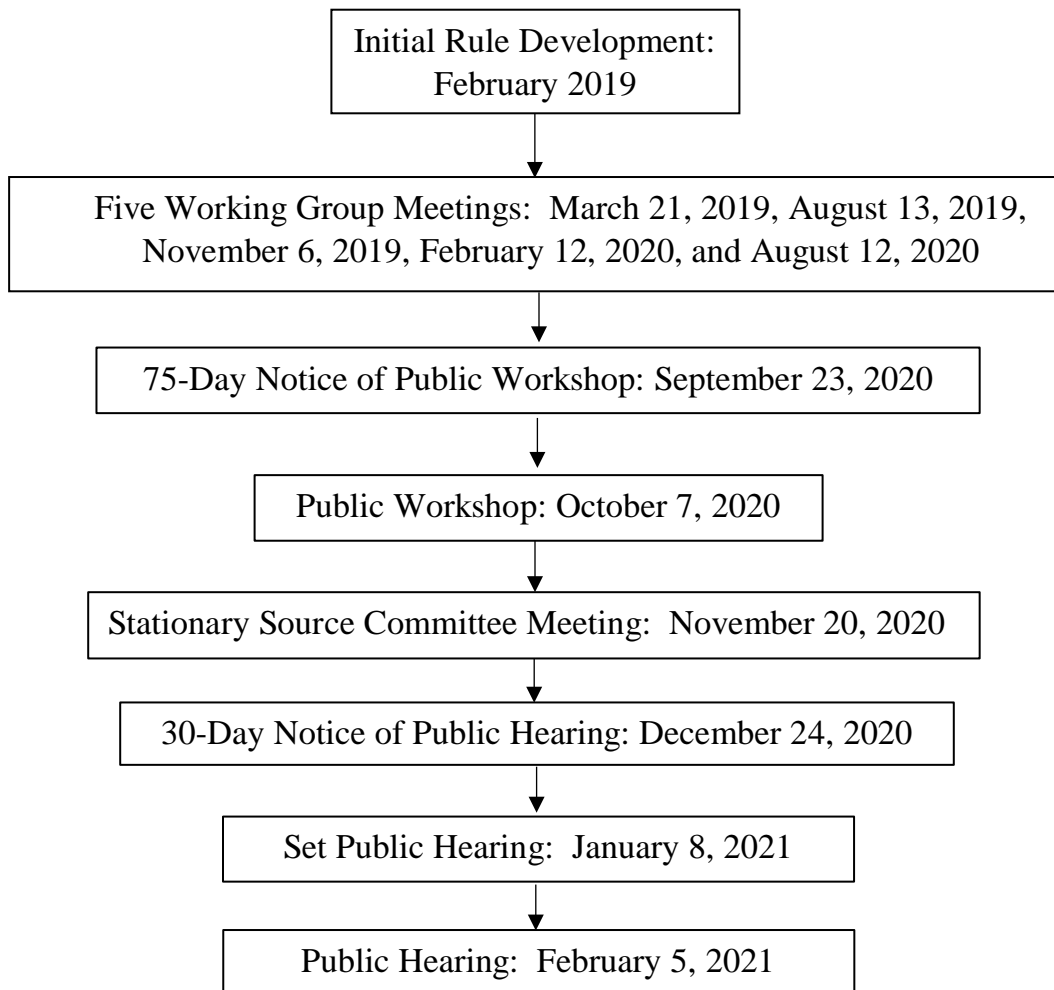 Initial Rule Development:
February 2019
Five Working Group Meetings:  March 21, 2019, August 13, 2019,
November 6, 2019, February 12, 2020, and August 12, 2020
75-Day Notice of Public Workshop: September 23, 2020
Public Workshop: October 7, 2020
Stationary Source Committee Meeting:  November 20, 2020
30-Day Notice of Public Hearing: December 24, 2020
Set Public Hearing:  January 8, 2021
Public Hearing:  February 5, 2021